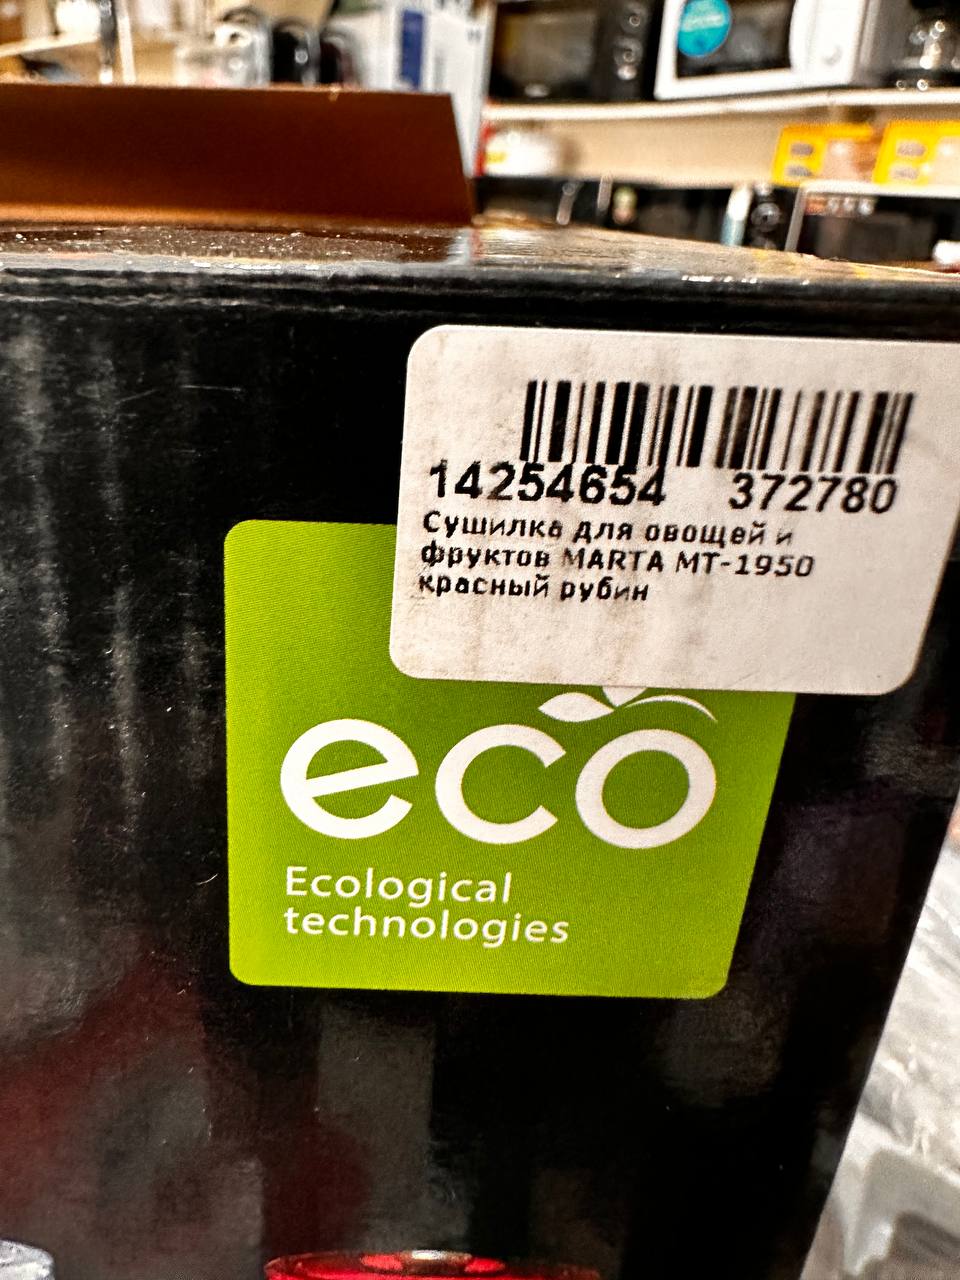 14254654 372780
Сушилка для овощей и
фруктов MARTA MT-1950
красный рубин
eco
Ecological
technologies